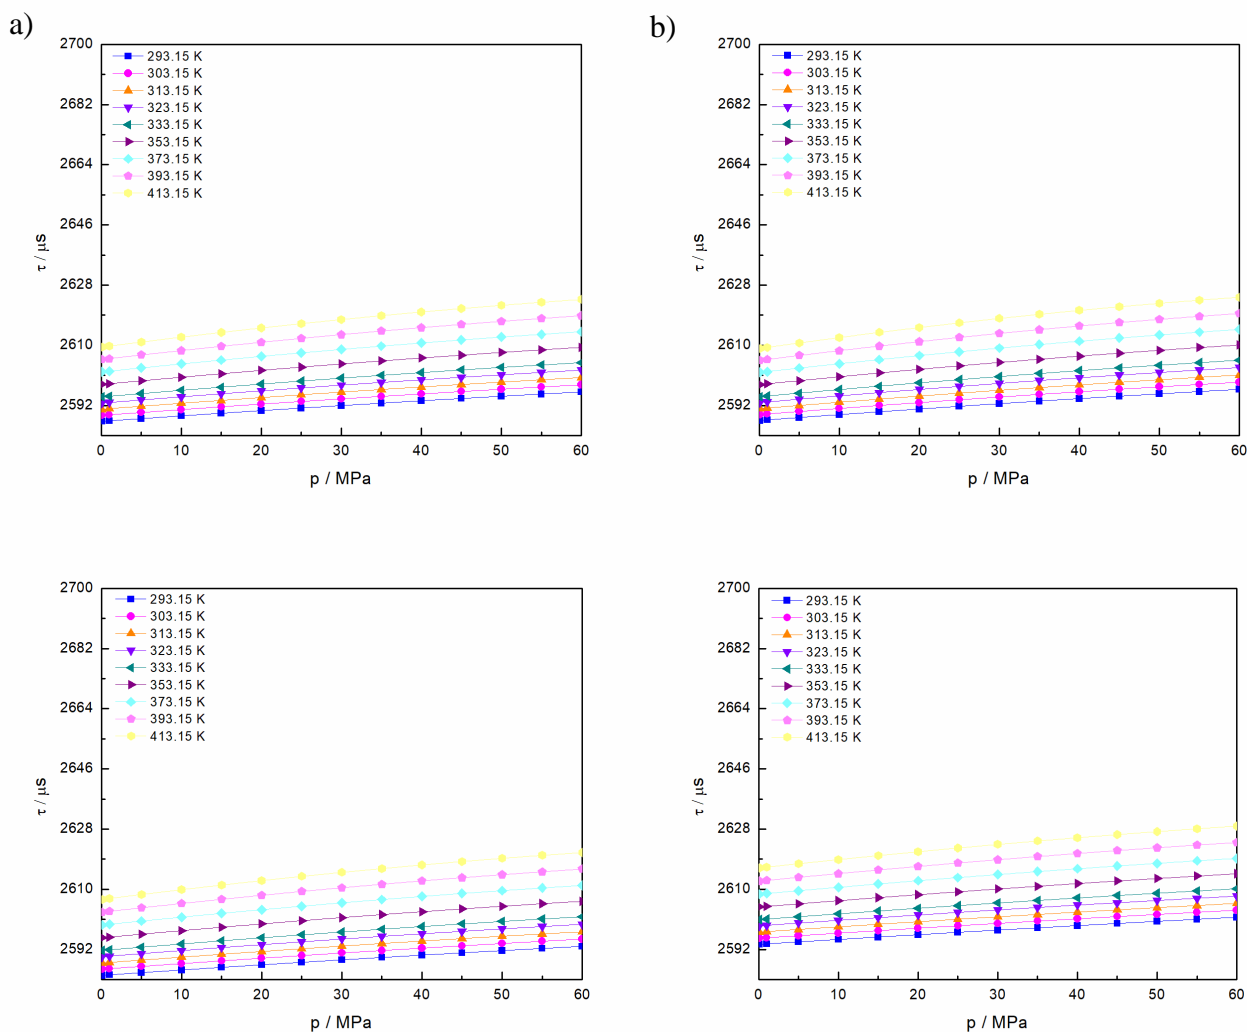 a)
2700
2682
2664
2646
2628
2610
2592
τ / μs
293.15 K
303.15 K
313.15 K
323.15 K
333.15 K
353.15 K
373.15 K
393.15 K
413.15 K
0 10 20 30 40 50 60
p / MPa
b)
2700
2682
2664
2646
2628
2610
2592
τ / μs
293.15 K
303.15 K
313.15 K
323.15 K
333.15 K
353.15 K
373.15 K
393.15 K
413.15 K
0 10 20 30 40 50 60
p / MPa
2700
2682
2664
2646
2628
2610
2592
τ / μs
293.15 K
303.15 K
313.15 K
323.15 K
333.15 K
353.15 K
373.15 K
393.15 K
413.15 K
0 10 20 30 40 50 60
p / MPa
2700
2682
2664
2646
2628
2610
2592
τ / μs
293.15 K
303.15 K
313.15 K
323.15 K
333.15 K
353.15 K
373.15 K
393.15 K
413.15 K
0 10 20 30 40 50 60
p / MPa